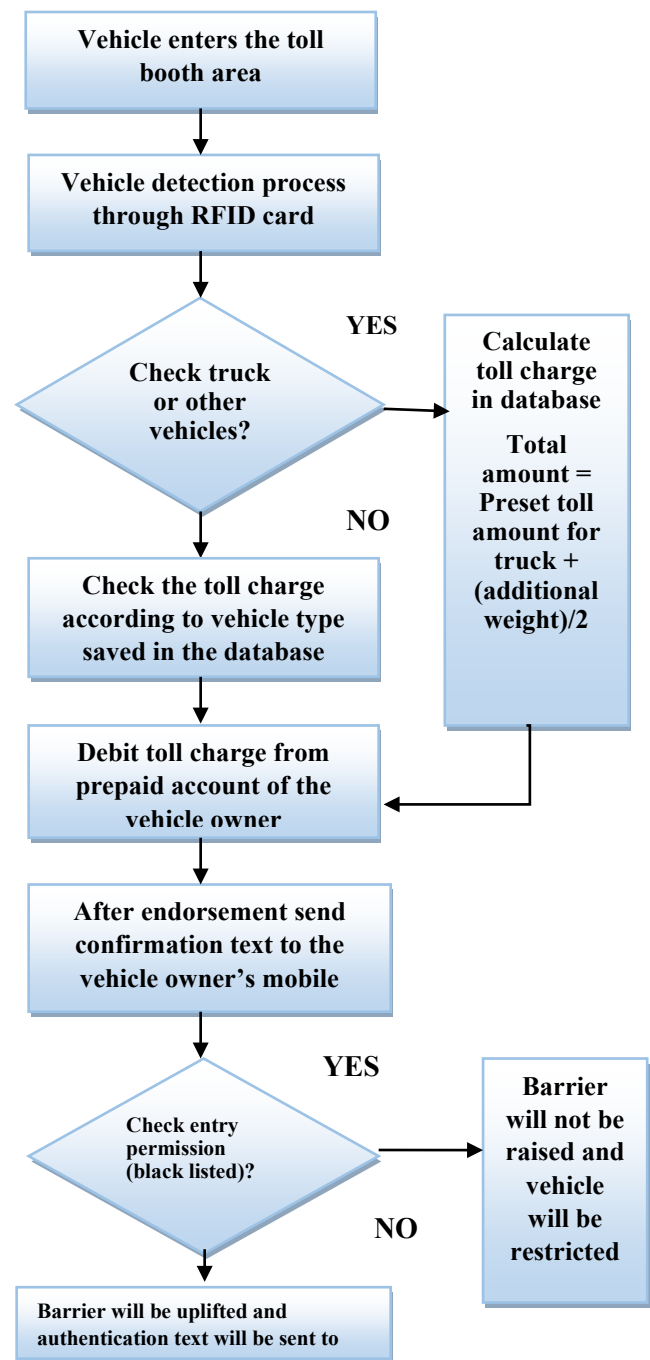 Vehicle enters the toll
booth area
Vehicle detection process
through RFID card
YES
Check truck
or other
vehicles?
Calculate
toll charge
in database
Total
amount =
Preset toll
amount for
truck +
(additional
weight)/2
NO
Check the toll charge
according to vehicle type
saved in the database
Debit toll charge from
prepaid account of the
vehicle owner
After endorsement send
confirmation text to the
vehicle owner’s mobile
YES
Check entry
permission
(black listed)?
Barrier
will not be
raised and
vehicle
will be
restricted
NO
Barrier will be uplifted and
authentication text will be sent to